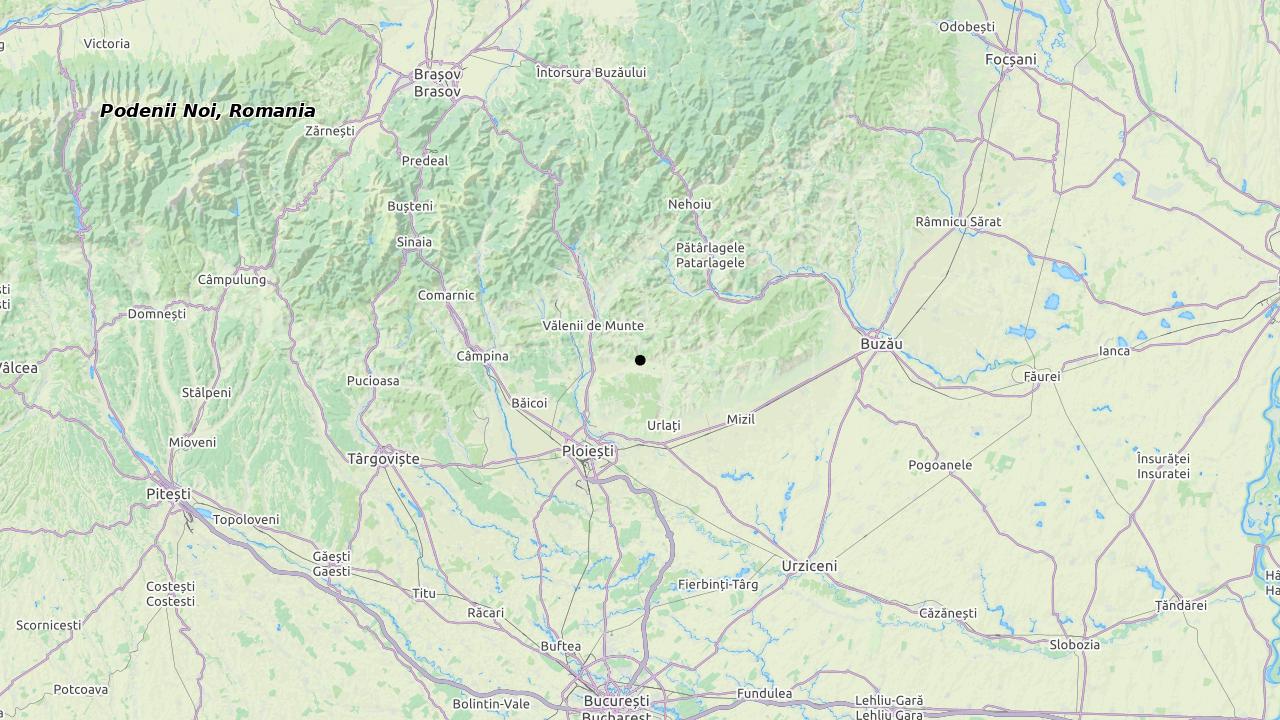 Odobești
Victoria
Focșani
Brașov
Brasov
Întorsura Buzăului
Podenii Noi, Romania
Zărnești
Predeal
Nehoiu
Bușteni
Râmnicu Sărat
Sinaia
Pătârlagele
Patarlagele
Câmpulung
Comarnic
Domnești
Vălenii de Munte
Buzău
Ianca
Câmpina
Vâlcea
Făurei
Pucioasa
Stâlpeni
Băicoi
Mizil
Urlați
Mioveni
Ploiești
Târgoviște
Pogoanele
Însurăței
Insuratei
Pitești
Topoloveni
Găești
Gaesti
Urziceni
Costești
Costesti
Fierbinți-Târg
Titu
Țăndărei
Răcari
Căzănești
Scornicești
Buftea
Slobozia
Potcoava
Fundulea
București
Bucharest
Bolintin-Vale
Lehliu-Gară
Lehliu Gara